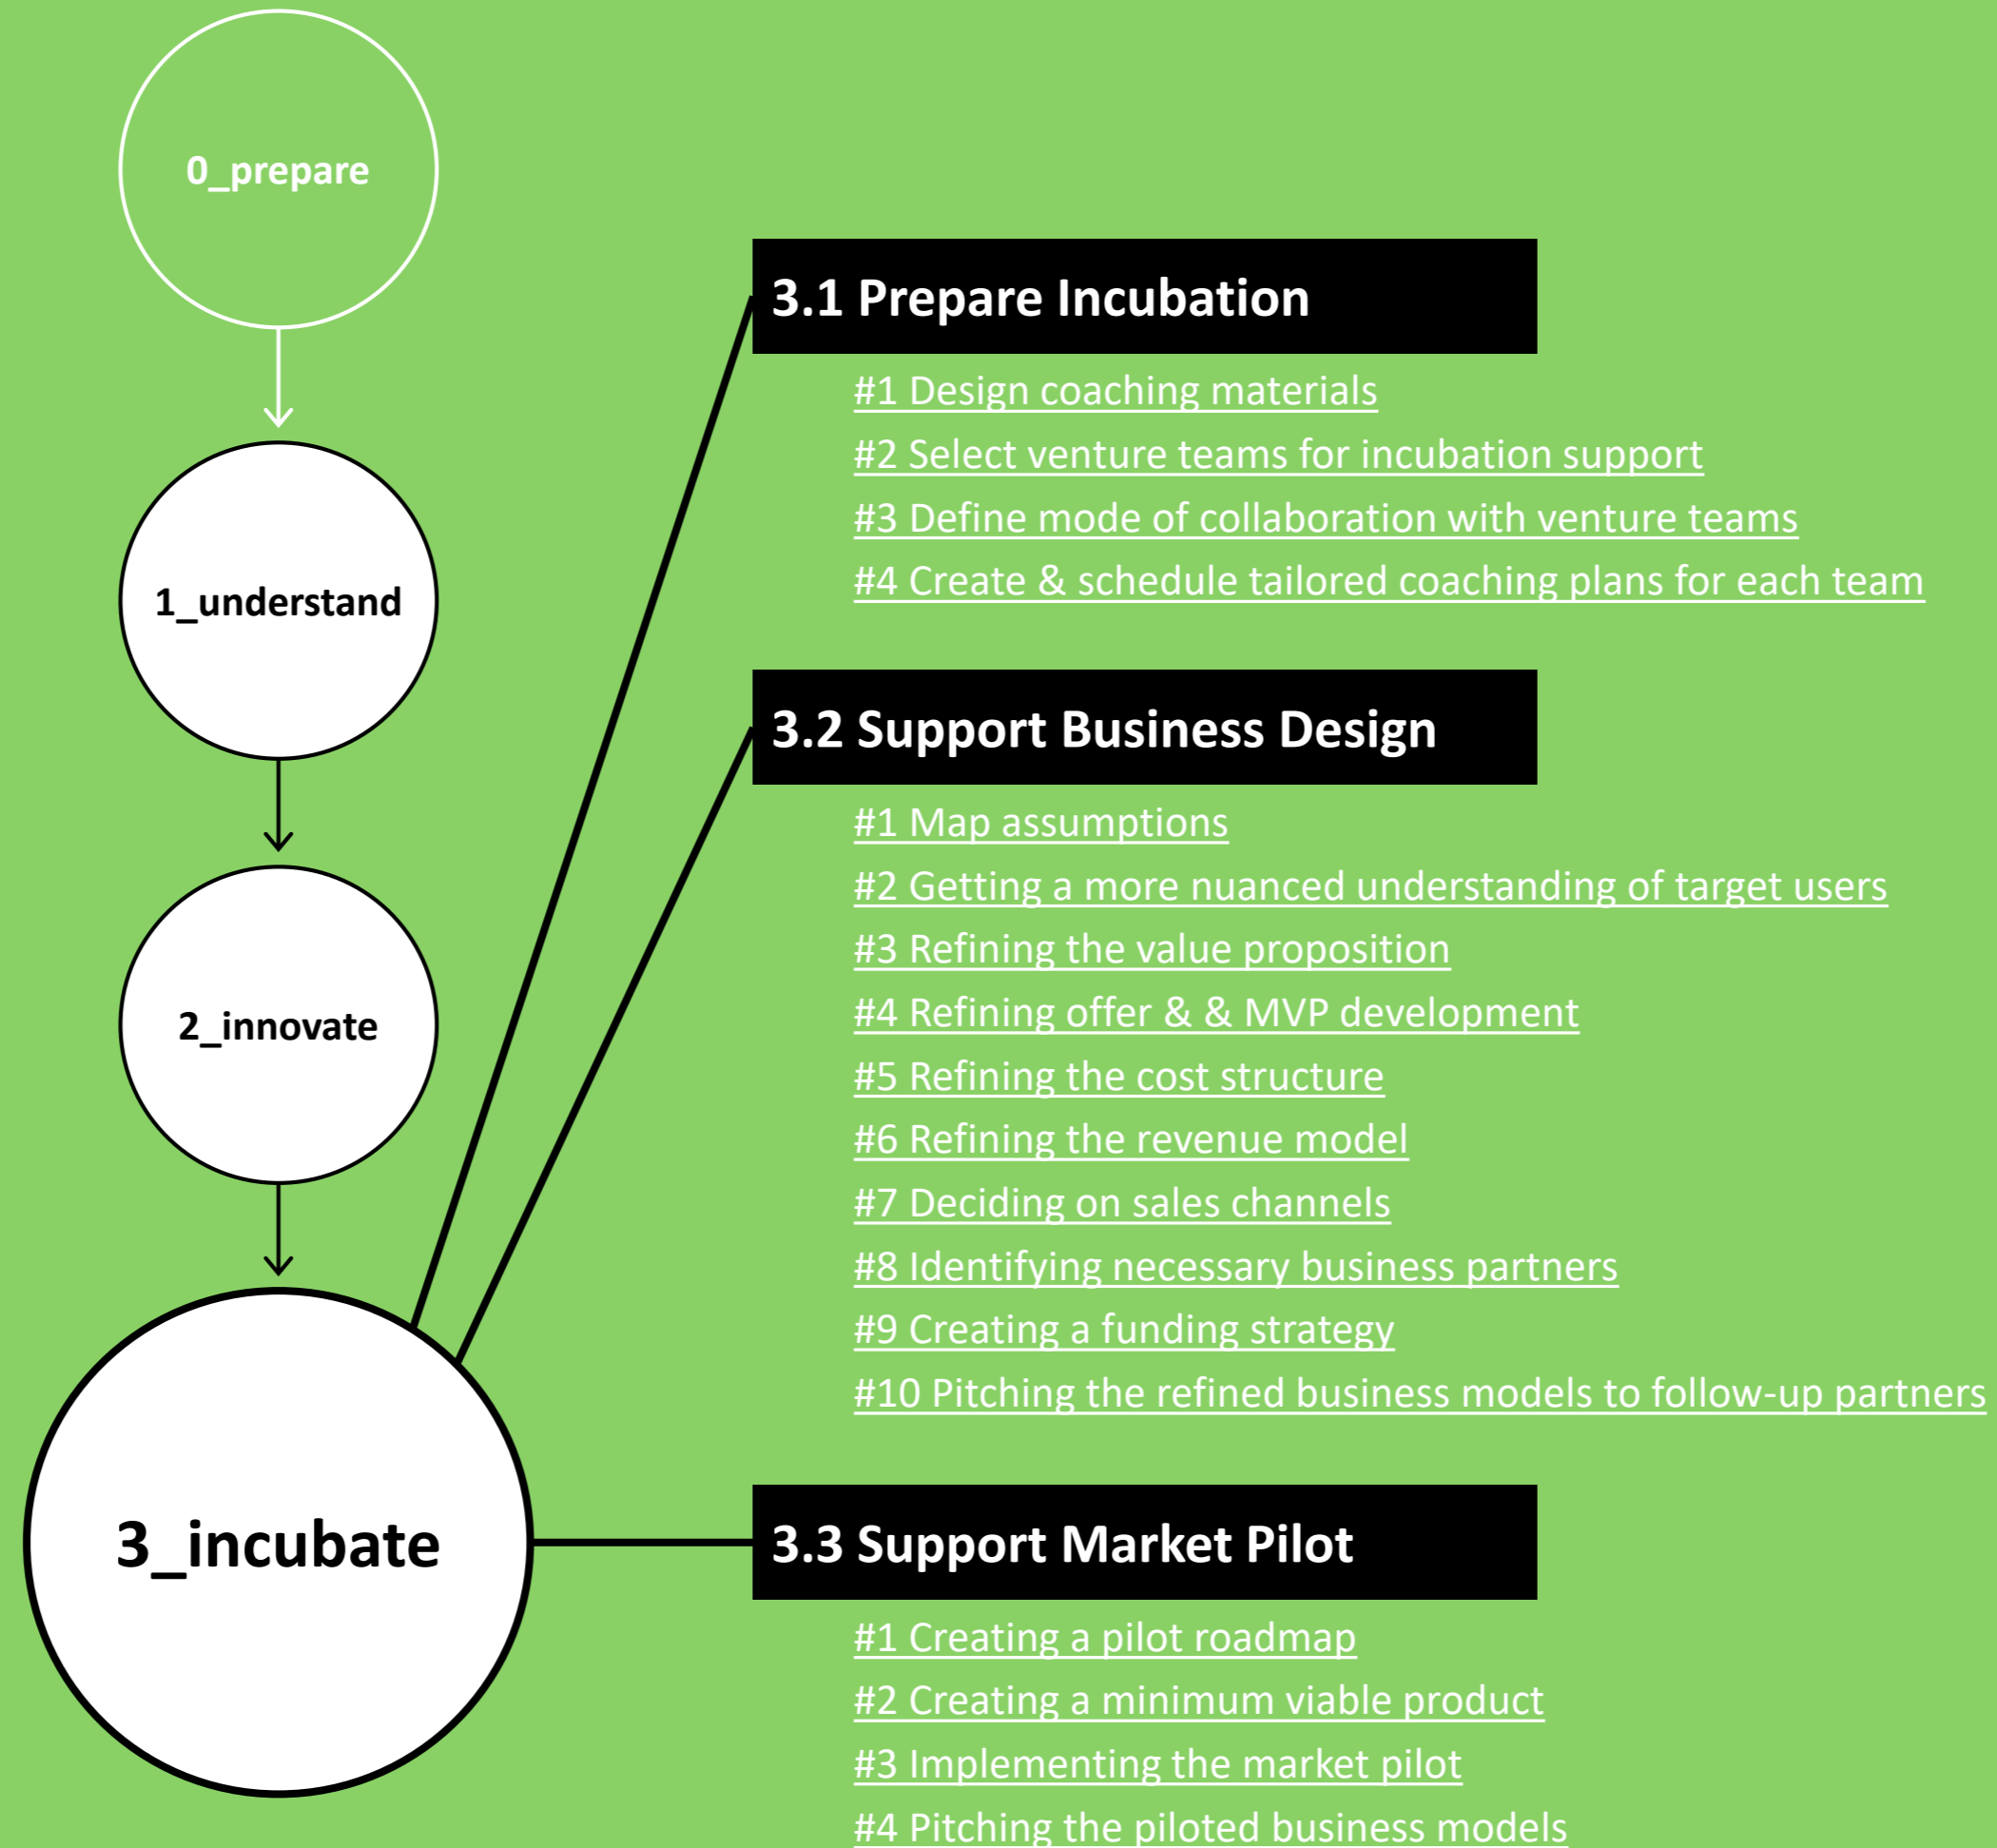 0_prepare
1_understand
2_innovate
3_incubate
3.1 Prepare Incubation
#1 Design coaching materials
#2 Select venture teams for incubation support
#3 Define mode of collaboration with venture teams
#4 Create & schedule tailored coaching plans for each team
3.2 Support Business Design
#1 Map assumptions
#2 Getting a more nuanced understanding of target users
#3 Refining the value proposition
#4 Refining offer & & MVP development
#5 Refining the cost structure
#6 Refining the revenue model
#7 Deciding on sales channels
#8 Identifying necessary business partners
#9 Creating a funding strategy
#10 Pitching the refined business models to follow-up partners
3.3 Support Market Pilot
#1 Creating a pilot roadmap
#2 Creating a minimum viable product
#3 Implementing the market pilot
#4 Pitching the piloted business models